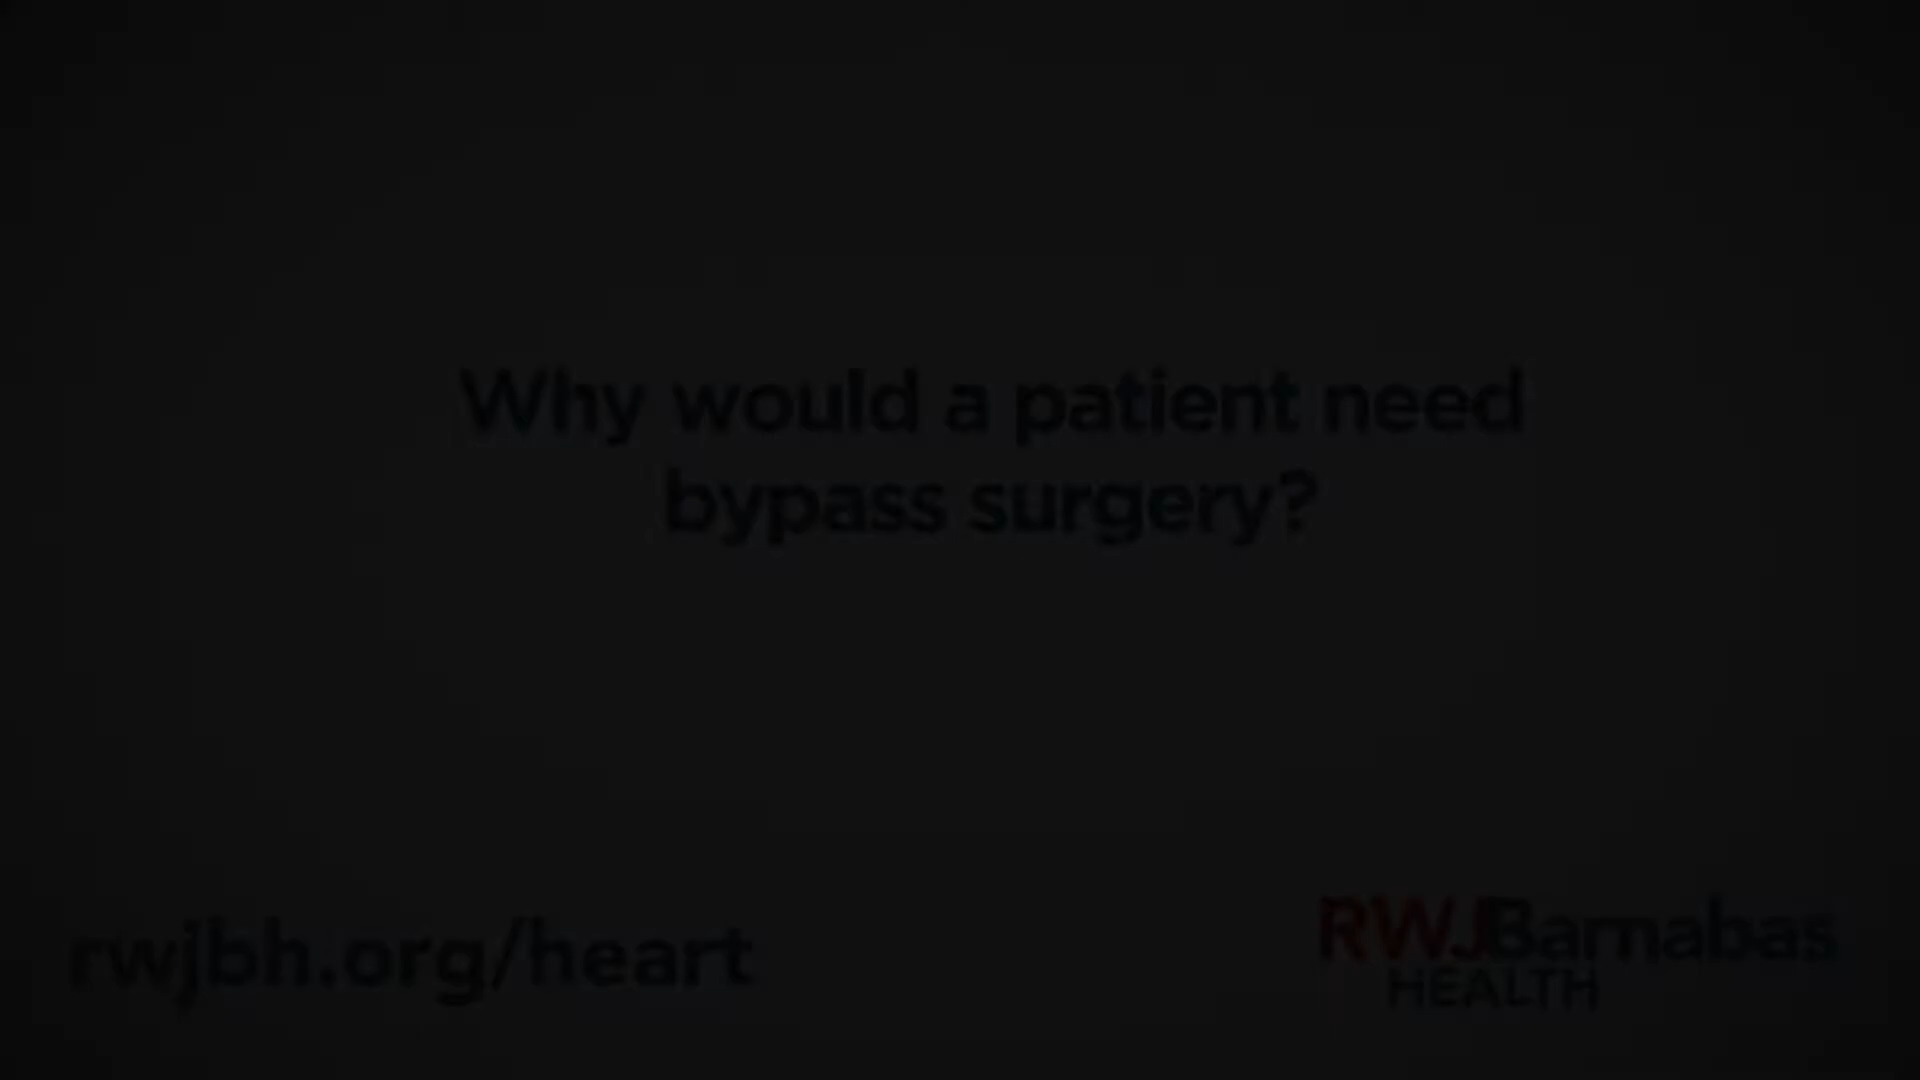 Why would a patient need
bypass surgery?
rwjbh.org/heart
RWJBarnabas
HEALTH